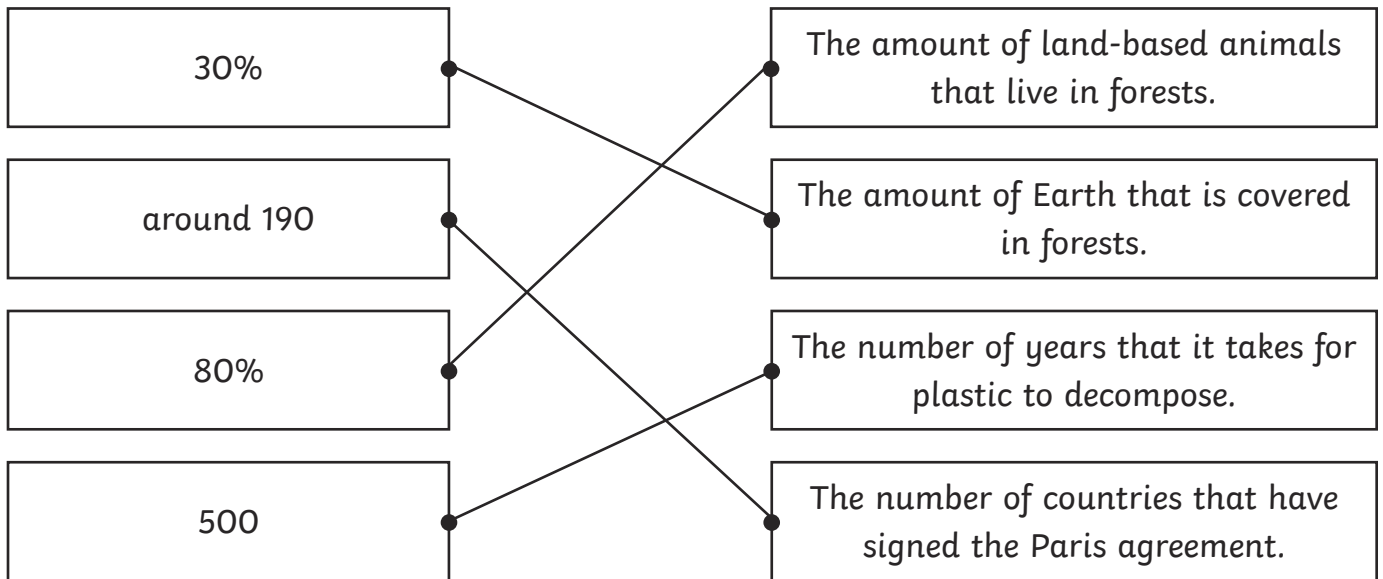 30%
The amount of land-based animals
that live in forests.
around 190
The amount of Earth that is covered
in forests.
80%
The number of years that it takes for
plastic to decompose.
500
The number of countries that have
signed the Paris agreement.